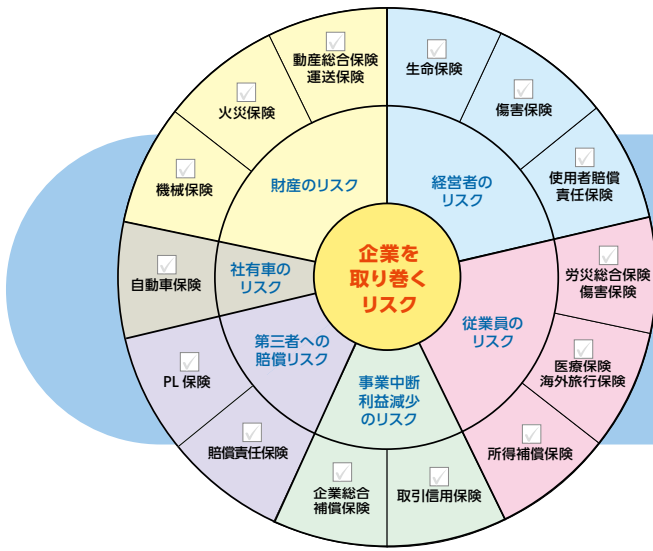 企業を
取り巻く
リスク
経営者の
リスク
生命保険
傷害保険
使用者賠償
責任保険
従業員の
リスク
労災総合保険
傷害保険
医療保険
海外旅行保険
所得補償保険
事業中断
利益減少
のリスク
取引信用保険
企業総合
補償保険
第三者への
賠償リスク
賠償責任保険
PL 保険
社有車の
リスク
自動車保険
財産のリスク
機械保険
火災保険
動産総合保険
運送保険